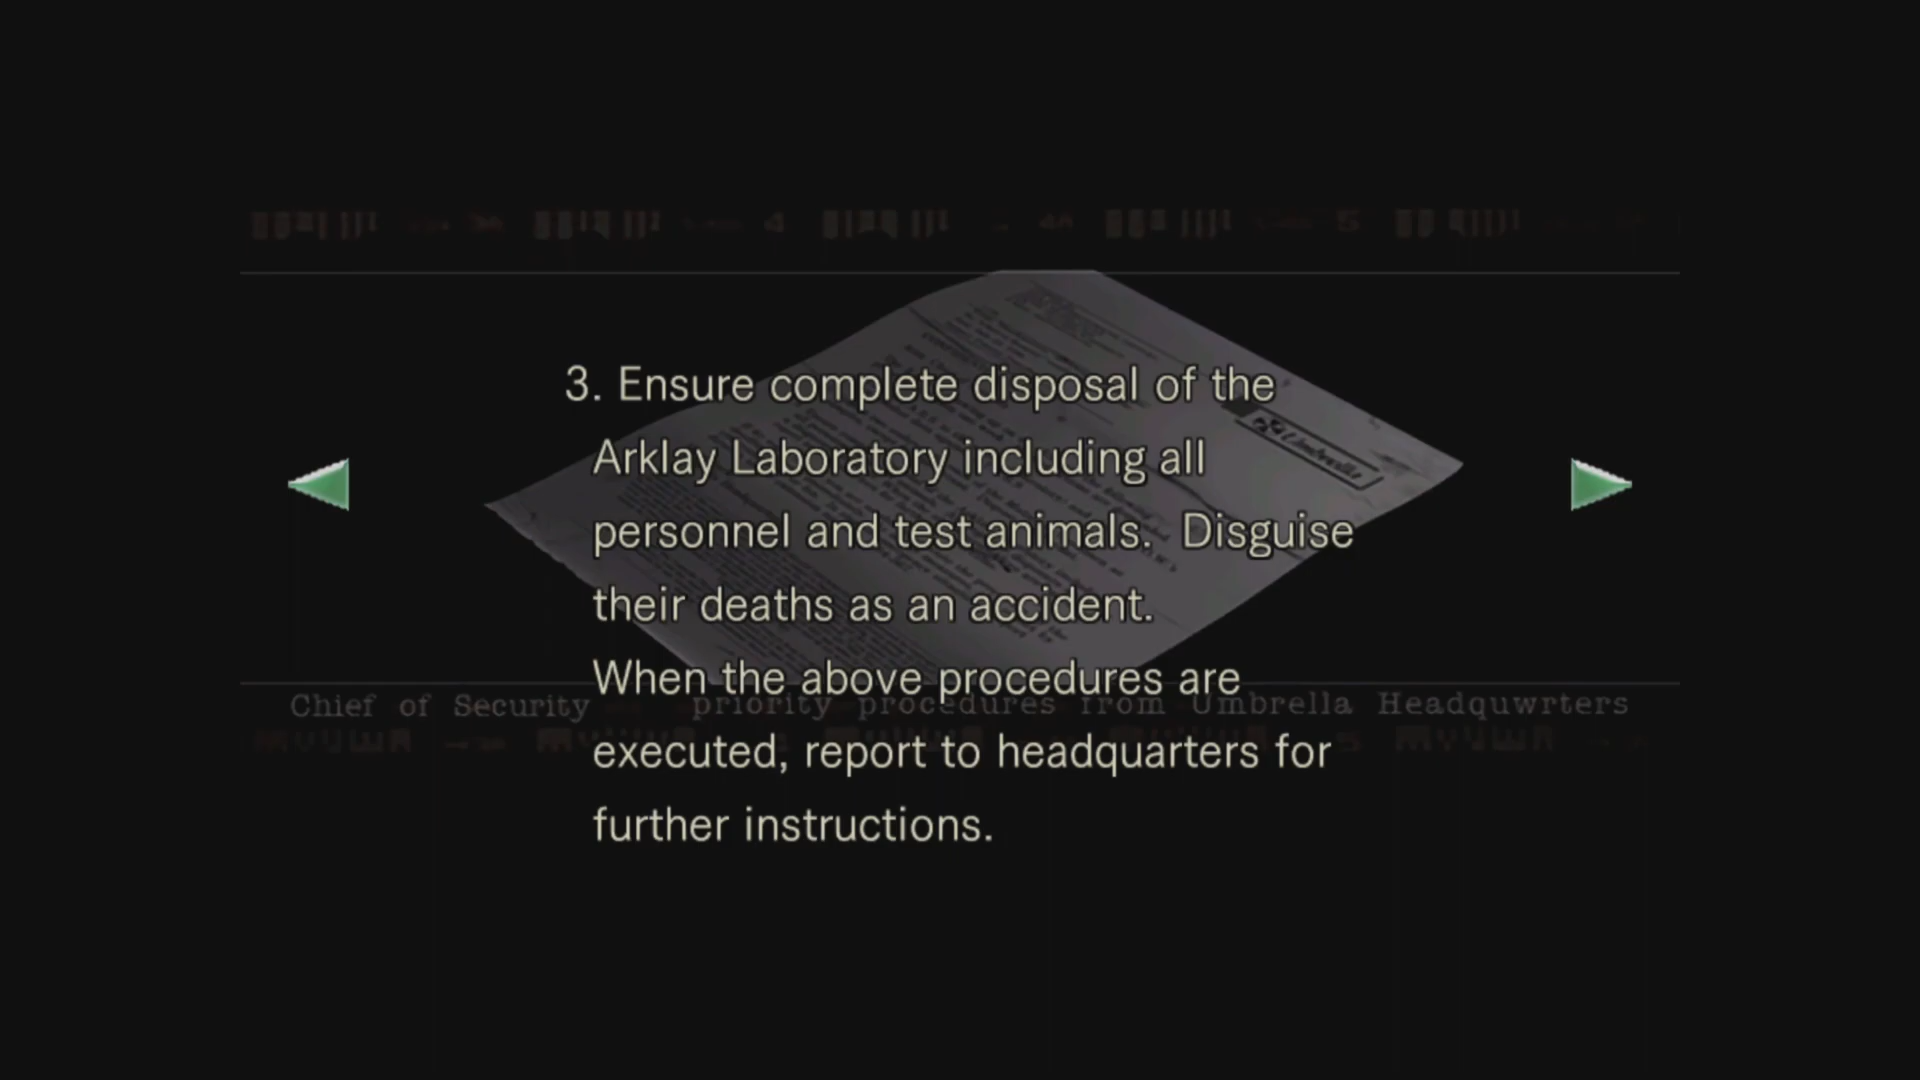 3. Ensure complete disposal of the
Arklay Laboratory including all
personnel and test animals. Disguise
their deaths as an accident.
When the above procedures are
executed, report to headquarters for
further instructions.
Umbrella
Chief of Security priority procedures from Umbrella Headquwrters